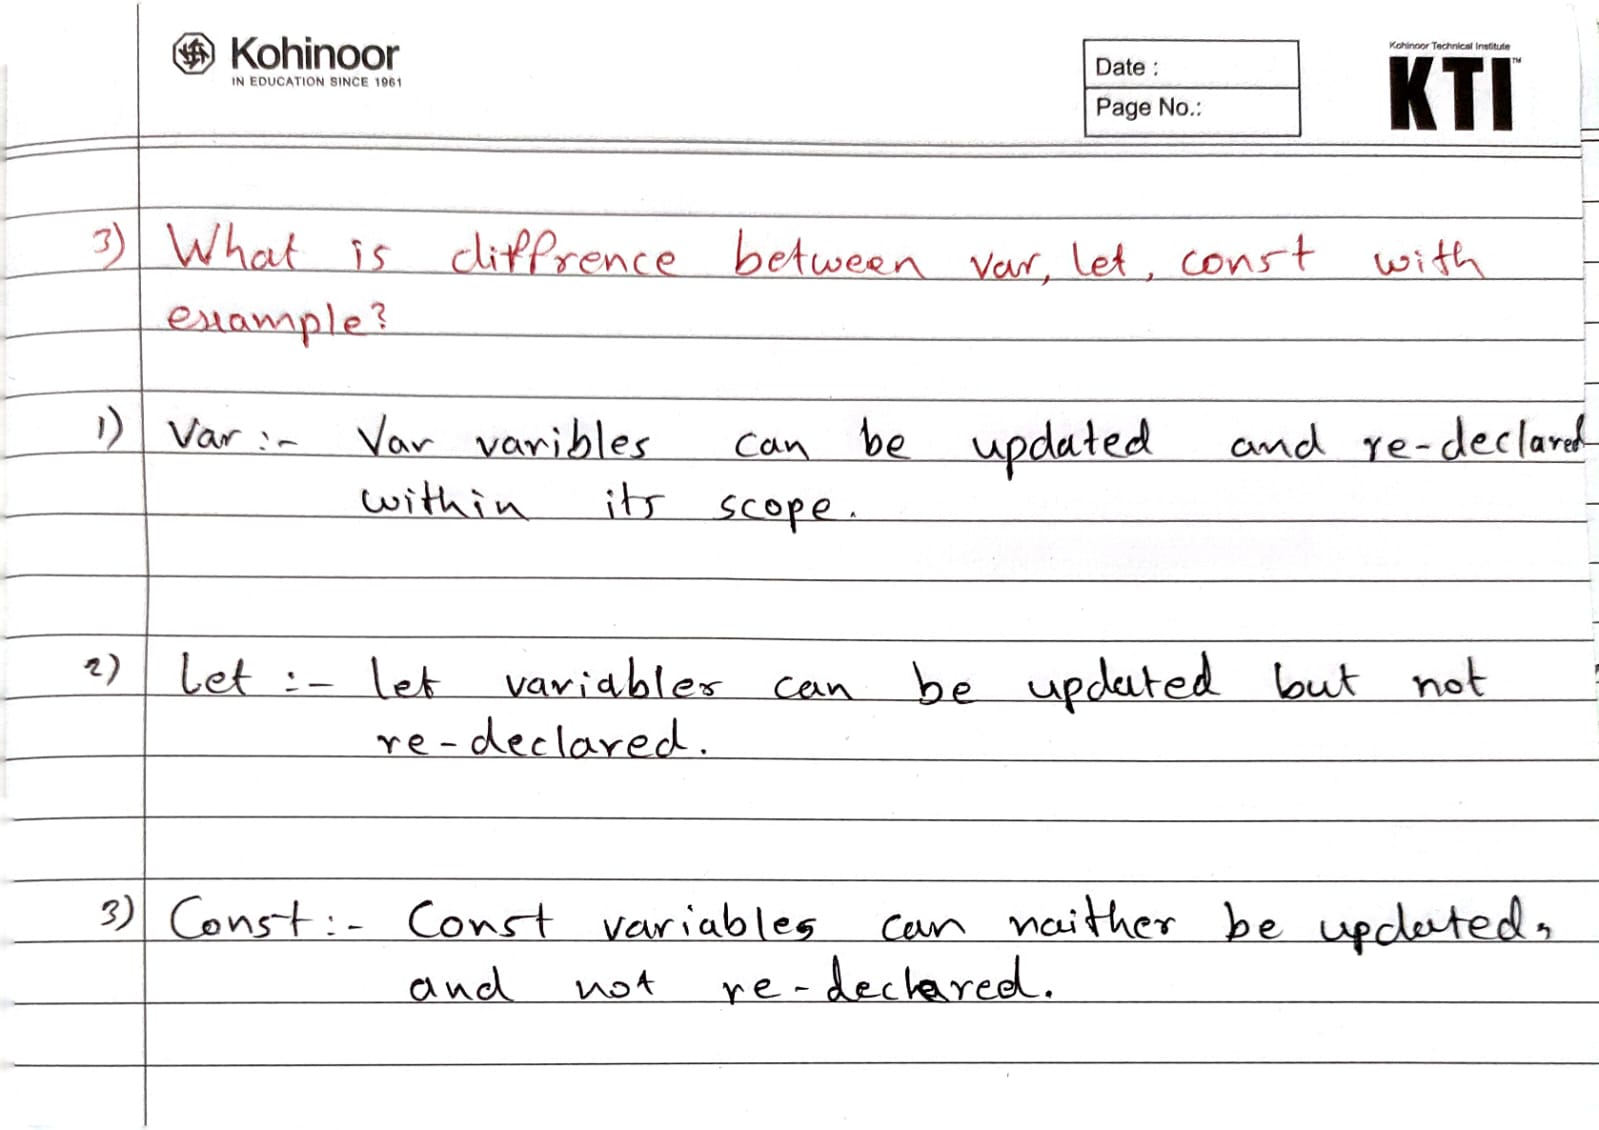 Kohinoor
IN EDUCATION SINCE 1961
Date :
Page No.:
Kohinoor Technical Institute
KTI™
3) What is diffrence between var, let, const with
example?
1) Var :- Var varibles can be updated and re-declared
within its scope.
2) Let :- let variables can be updated but not
re-declared.
3) Const :- Const variables can naither be updated,
and not re-declared.